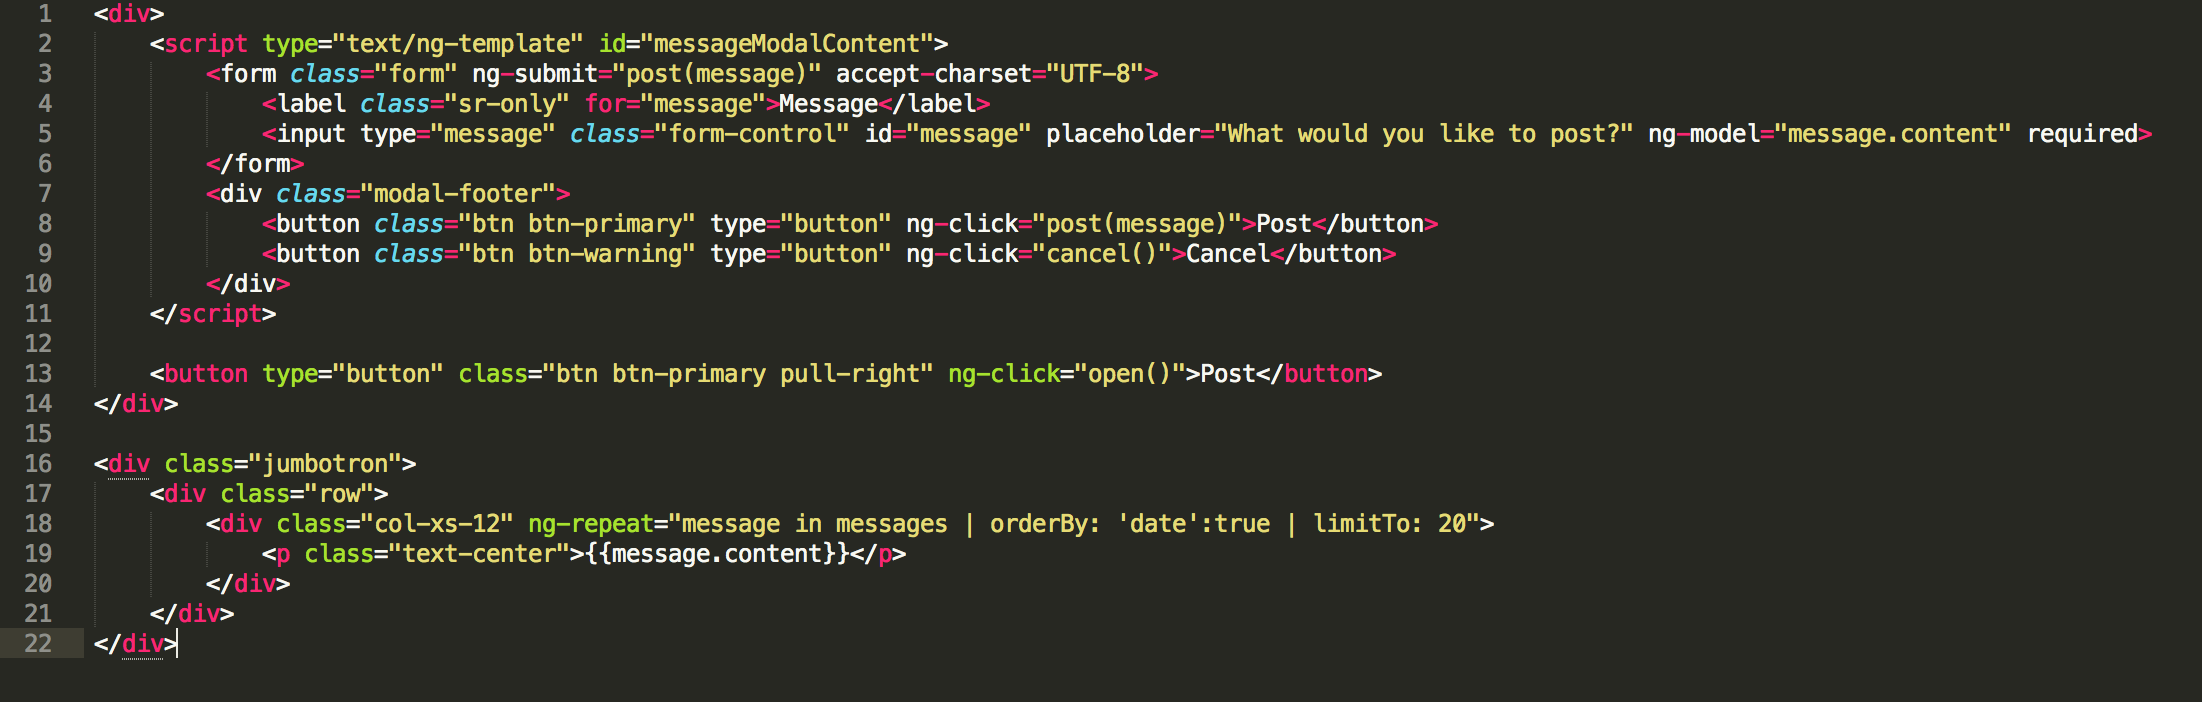 1 <div>
2 <script type="text/ng-template" id="messageModalContent">
3 <form class="form" ng-submit="post(message)" accept-charset="UTF-8">
4 <label class="sr-only" for="message">Message</label>
5 <input type="message" class="form-control" id="message" placeholder="What would you like to post?" ng-model="message.content" required>
6 </form>
7 <div class="modal-footer">
8 <button class="btn btn-primary" type="button" ng-click="post(message)">Post</button>
9 <button class="btn btn-warning" type="button" ng-click="cancel()">Cancel</button>
10 </div>
11 </script>
12
13 <button type="button" class="btn btn-primary pull-right" ng-click="open()">Post</button>
14 </div>
15
16 <div class="jumbotron">
17 <div class="row">
18 <div class="col-xs-12" ng-repeat="message in messages | orderBy: 'date':true | limitTo: 20">
19 <p class="text-center">{{message.content}}</p>
20 </div>
21 </div>
22 </div>